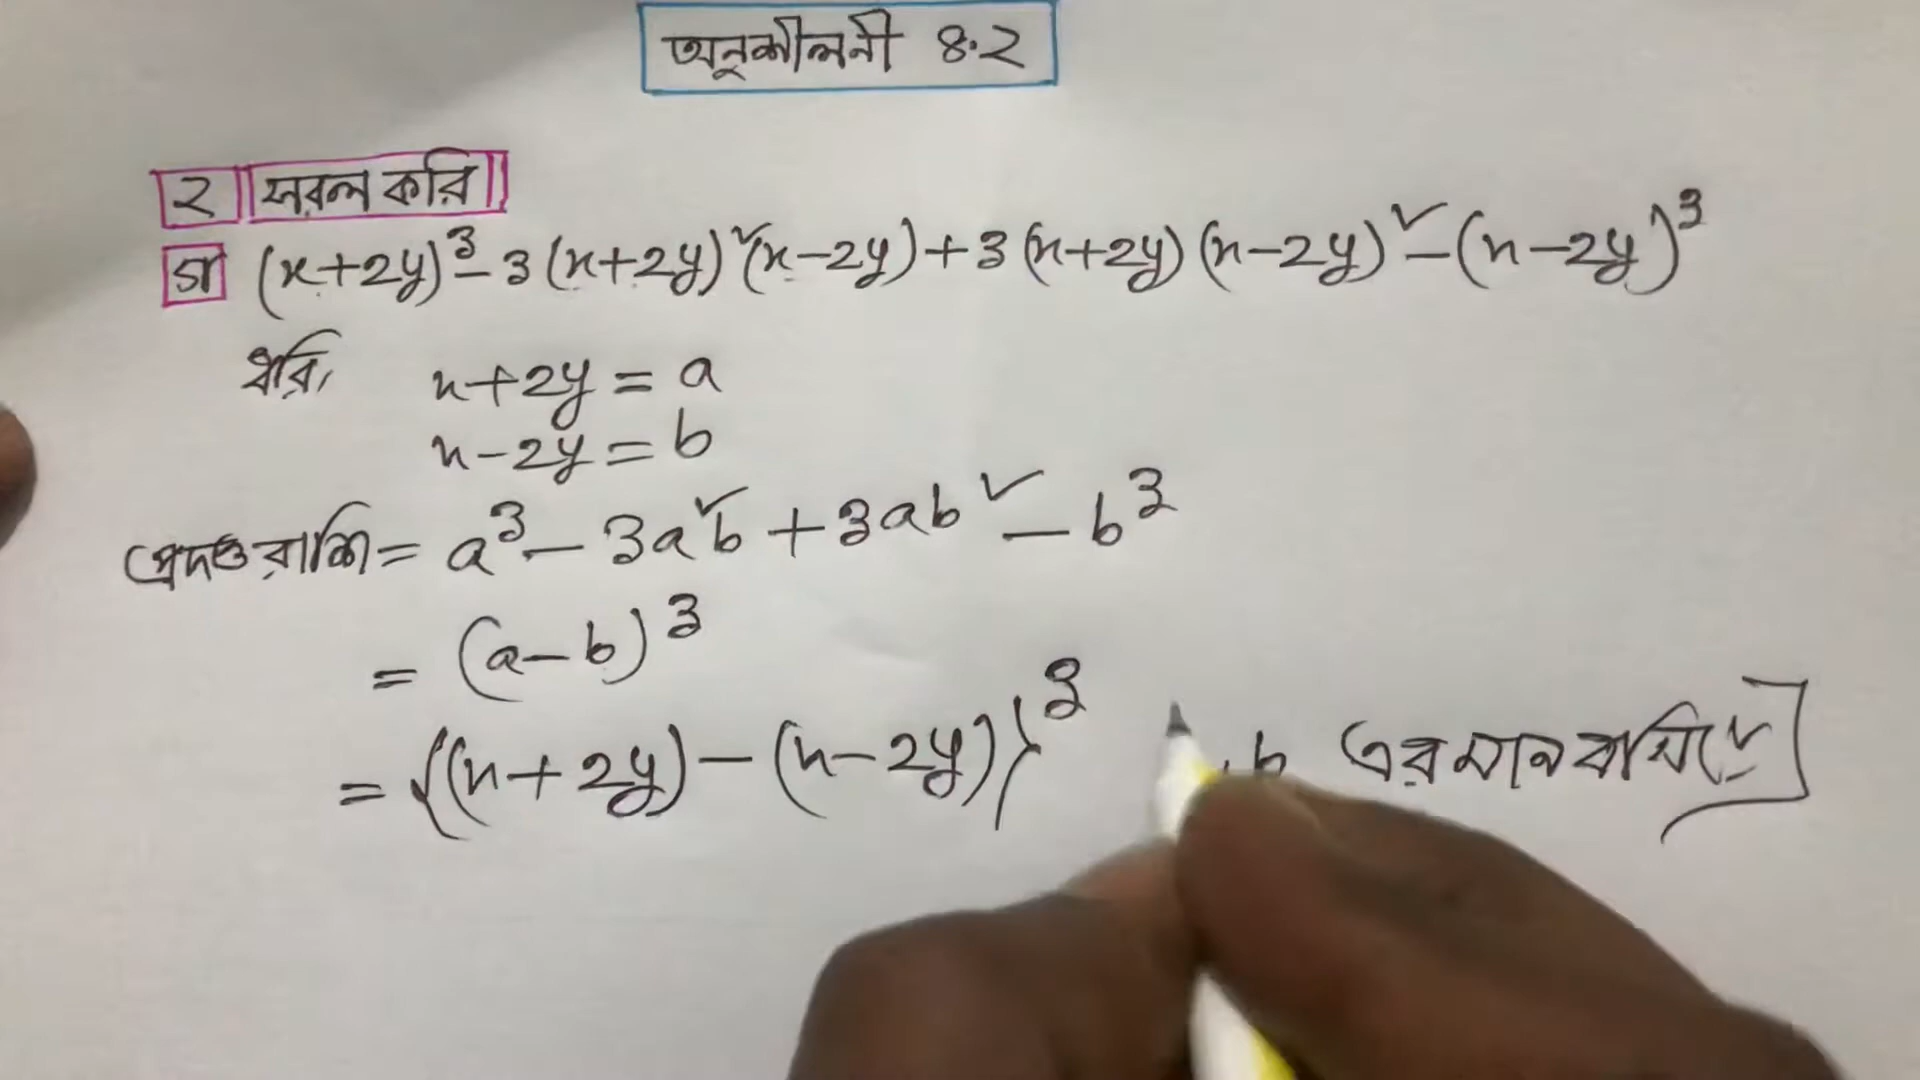 অনুশীলনী ৪.২
২ || সরল করি ||
গ (x+2y)³ - 3(x+2y)²(x-2y) + 3(x+2y)(x-2y)² - (x-2y)³
ধরি, x+2y = a
x-2y = b
প্রদত্ত রাশি = a³ - 3a²b + 3ab² - b³
= (a-b)³
= {(x+2y) - (x-2y)}³ , b এর মান বসিয়ে]